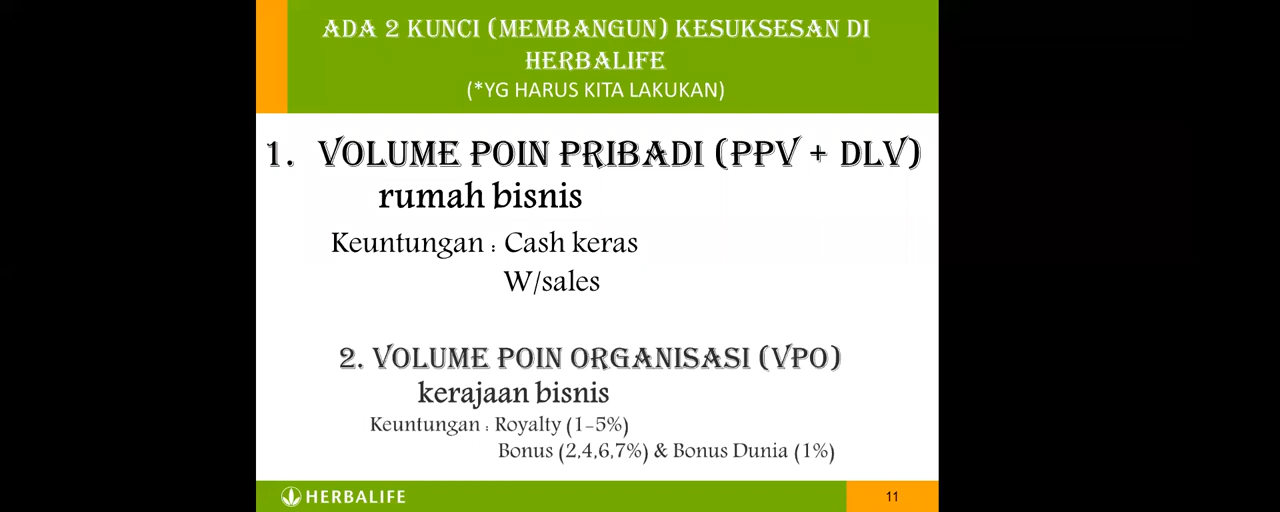 ADA 2 KUNCI (MEMBANGUN) KESUKSESAN DI
HERBALIFE
(*YG HARUS KITA LAKUKAN)
1. VOLUME POIN PRIBADI (PPV + DLV)
rumah bisnis
Keuntungan : Cash keras
W/sales
2. VOLUME POIN ORGANISASI (VPO)
kerajaan bisnis
Keuntungan : Royalty (1-5%)
Bonus (2,4,6,7%) & Bonus Dunia (1%)
HERBALIFE
11